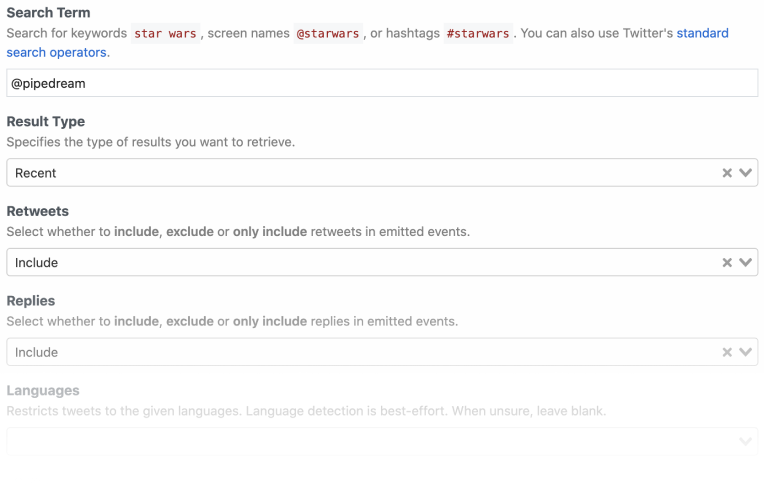 Search Term
Search for keywords star wars , screen names @starwars , or hashtags #starwars . You can also use Twitter's standard
search operators.
@pipedream
Result Type
Specifies the type of results you want to retrieve.
Recent
Retweets
Select whether to include, exclude or only include retweets in emitted events.
Include
Replies
Select whether to include, exclude or only include replies in emitted events.
Include
Languages
Restricts tweets to the given languages. Language detection is best-effort. When unsure, leave blank.